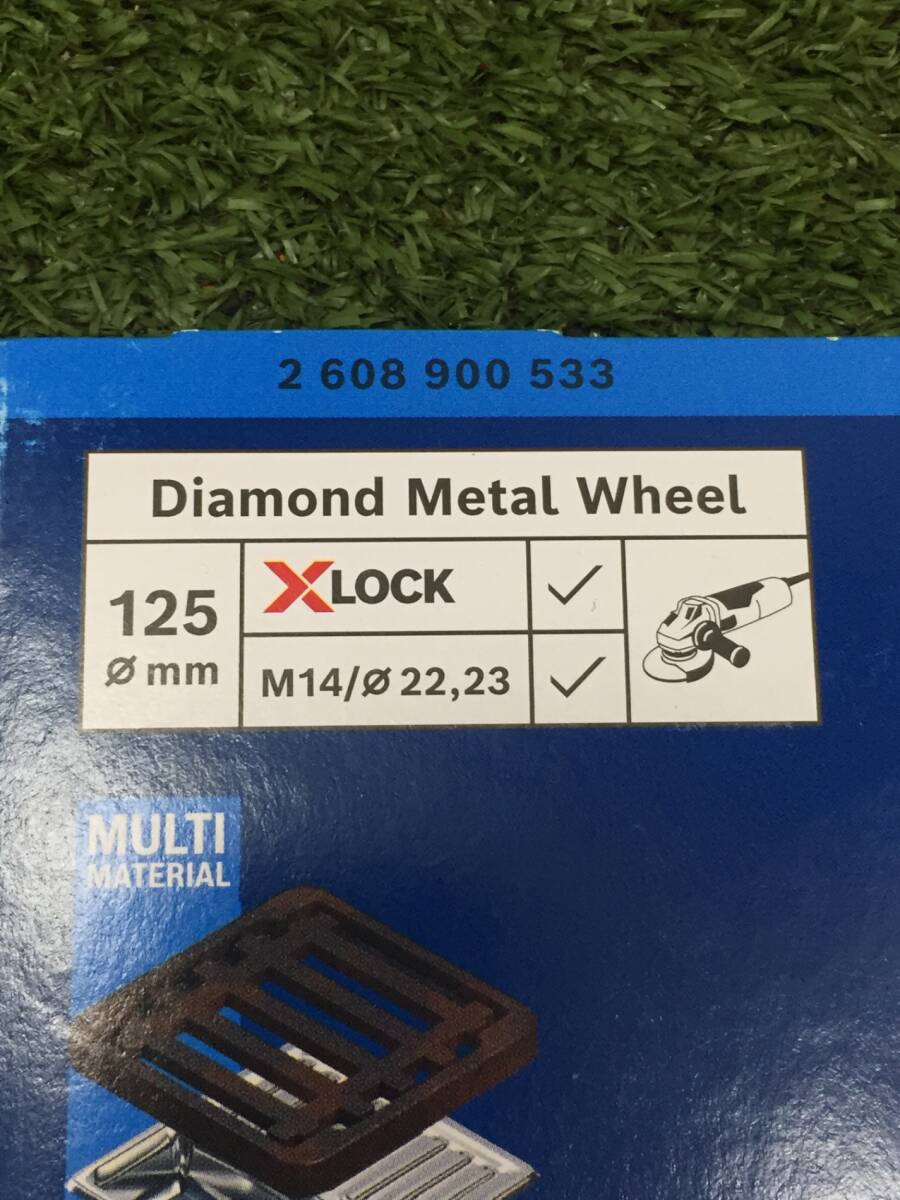 2 608 900 533
Diamond Metal Wheel
125
Ø mm
XLOCK
M14/Ø 22,23
MULTI
MATERIAL